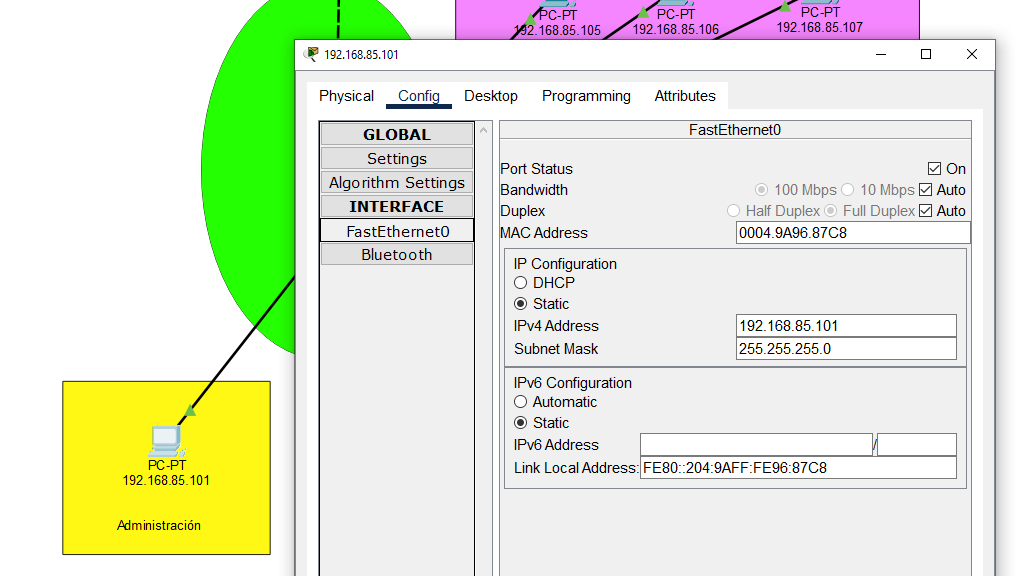 PC-PT
192.168.85.105
PC-PT
192.168.85.106
PC-PT
192.168.85.107
192.168.85.101
Physical Config Desktop Programming Attributes
GLOBAL
Settings
Algorithm Settings
INTERFACE
FastEthernet0
Bluetooth
FastEthernet0
Port Status On
Bandwidth 100 Mbps 10 Mbps Auto
Duplex Half Duplex Full Duplex Auto
MAC Address 0004.9A96.87C8
IP Configuration
DHCP
Static
IPv4 Address 192.168.85.101
Subnet Mask 255.255.255.0
IPv6 Configuration
Automatic
Static
IPv6 Address /
Link Local Address: FE80::204:9AFF:FE96:87C8
PC-PT
192.168.85.101
Administración